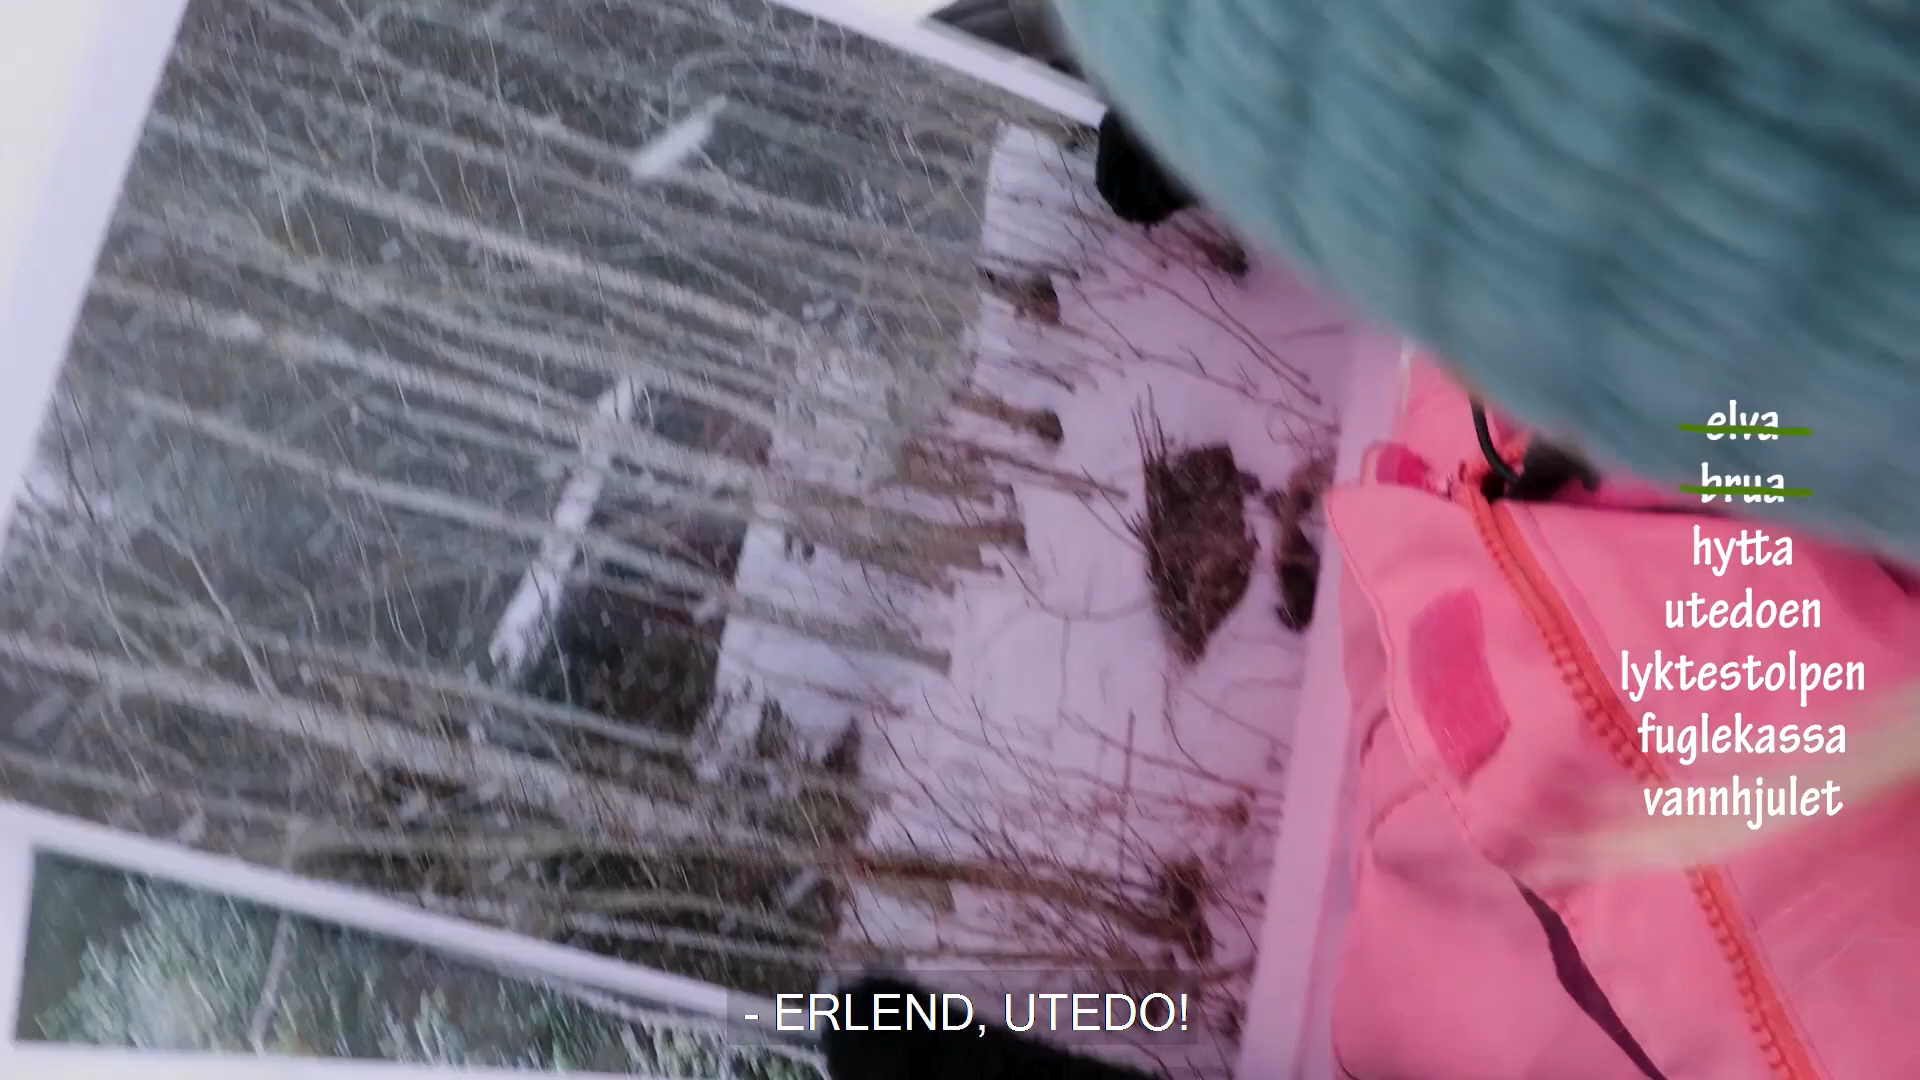 elva
brua
hytta
utedoen
lyktestolpen
fuglekassa
vannhjulet
- ERLEND, UTEDO!